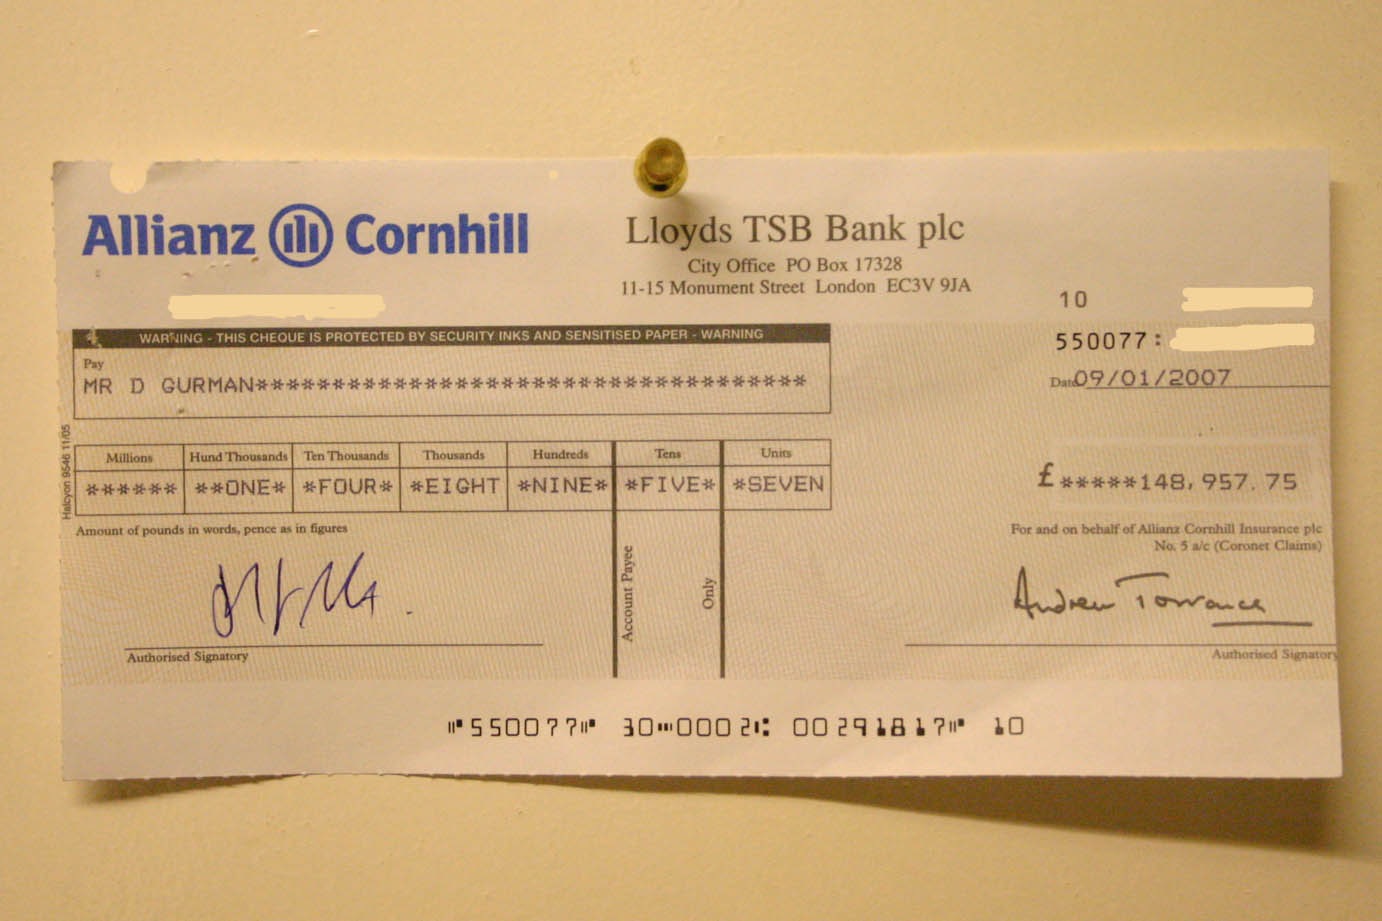 Allianz Cornhill
Lloyds TSB Bank plc
City Office PO Box 17328
11-15 Monument Street London EC3V 9JA
10
550077:
WARNING - THIS CHEQUE IS PROTECTED BY SECURITY INKS AND SENSITISED PAPER - WARNING
Pay
MR D GURMAN************************************
Date 09/01/2007
Millions Hund Thousands Ten Thousands Thousands Hundreds Tens Units
****** **ONE* *FOUR* *EIGHT *NINE* *FIVE* *SEVEN
£*****148,957.75
Amount of pounds in words, pence as in figures
For and on behalf of Allianz Cornhill Insurance plc
No. 5 a/c (Coronet Claims)
Halcyon 9546 11/05
Account Payee
Only
Andrew Torrance
Authorised Signatory
Authorised Signatory
⑈550077⑈ 30⑉0002⑆ 00291817⑈ 10